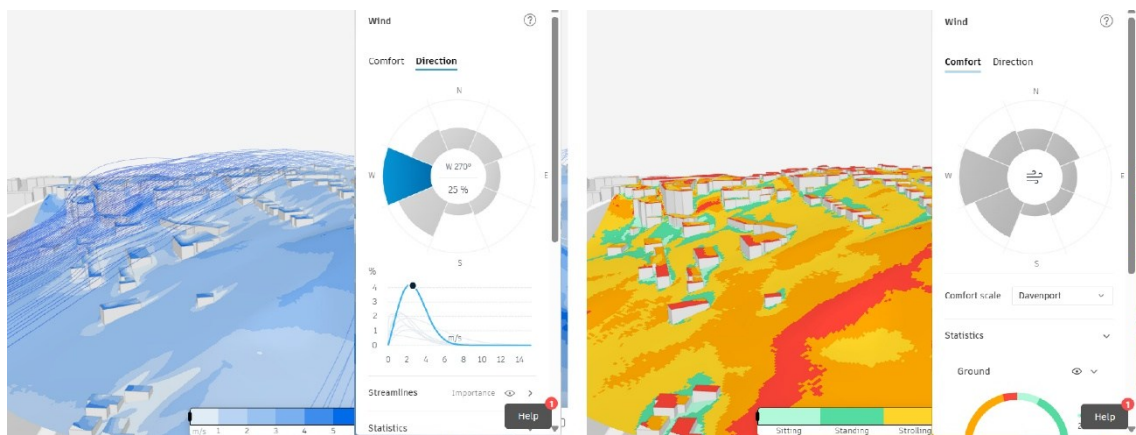 Wind
Comfort Direction
N
W
E
S
W 270°
25 %
%
4
3
2
1
0
m/s
0 2 4 6 8 10 12 14
Streamlines Importance
Statistics
m/s 1 2 3 4 5
Help 1
Wind
Comfort Direction
N
W
E
S
Comfort scale Davenport
Statistics
Ground
Sitting Standing Strolling
Help 1